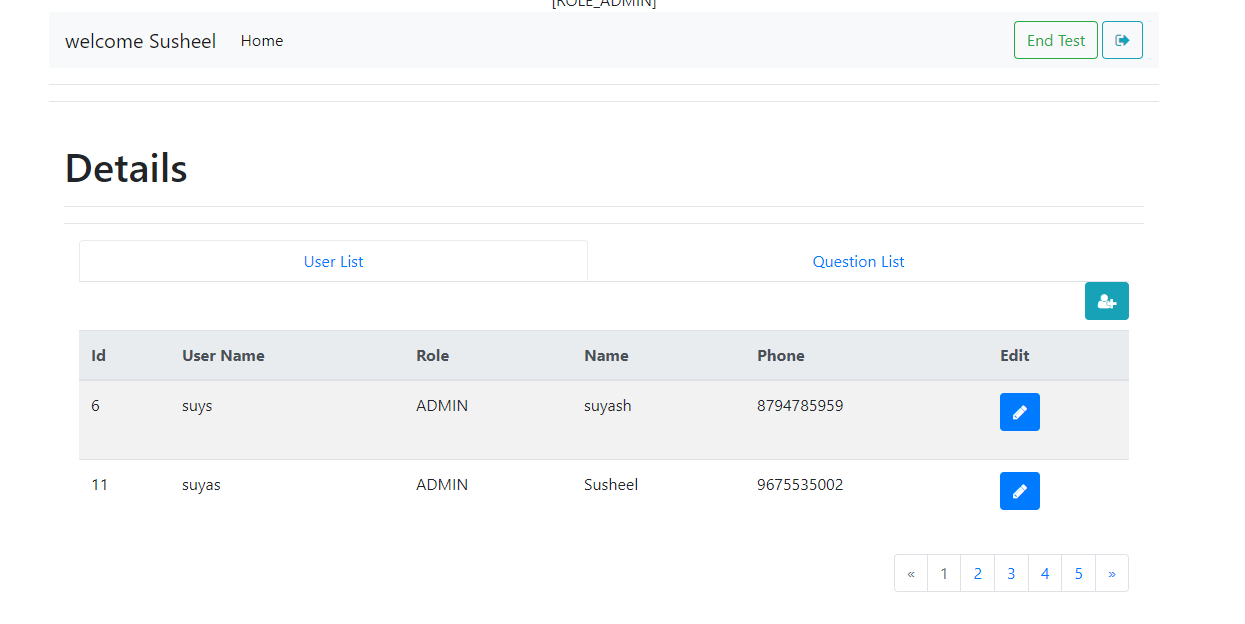 [ROLE_ADMIN]
welcome Susheel Home End Test
Details
User List Question List
Id User Name Role Name Phone Edit
6 suys ADMIN suyash 8794785959
11 suyas ADMIN Susheel 9675535002
« 1 2 3 4 5 »